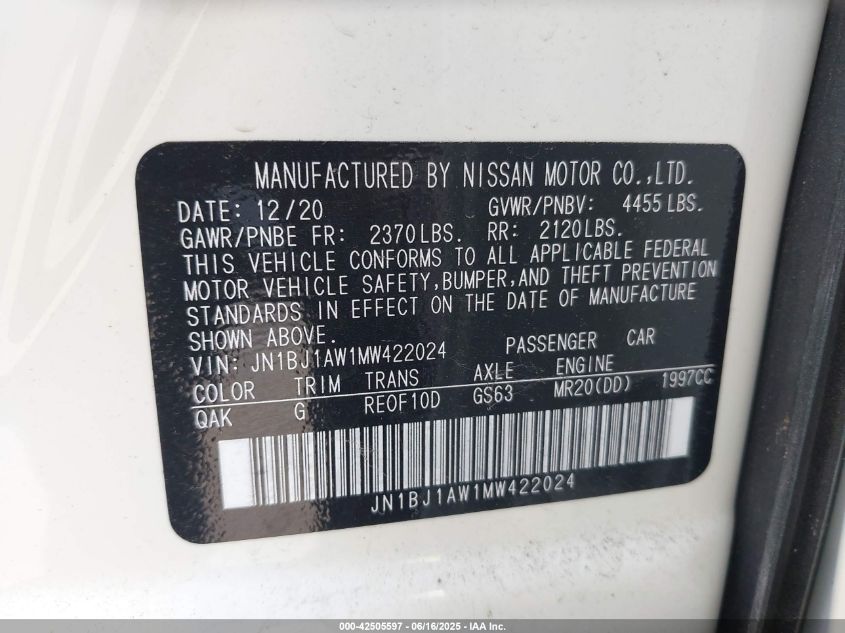 MANUFACTURED BY NISSAN MOTOR CO.,LTD.
DATE: 12/20 GVWR/PNBV: 4455 LBS.
GAWR/PNBE FR: 2370LBS. RR: 2120LBS.
THIS VEHICLE CONFORMS TO ALL APPLICABLE FEDERAL
MOTOR VEHICLE SAFETY,BUMPER,AND THEFT PREVENTION
STANDARDS IN EFFECT ON THE DATE OF MANUFACTURE
SHOWN ABOVE.
VIN: JN1BJ1AW1MW422024 PASSENGER CAR
COLOR TRIM TRANS AXLE ENGINE
QAK G RE0F10D GS63 MR20(DD) 1997CC
JN1BJ1AW1MW422024
000-42505597 - 06/16/2025 - IAA Inc.